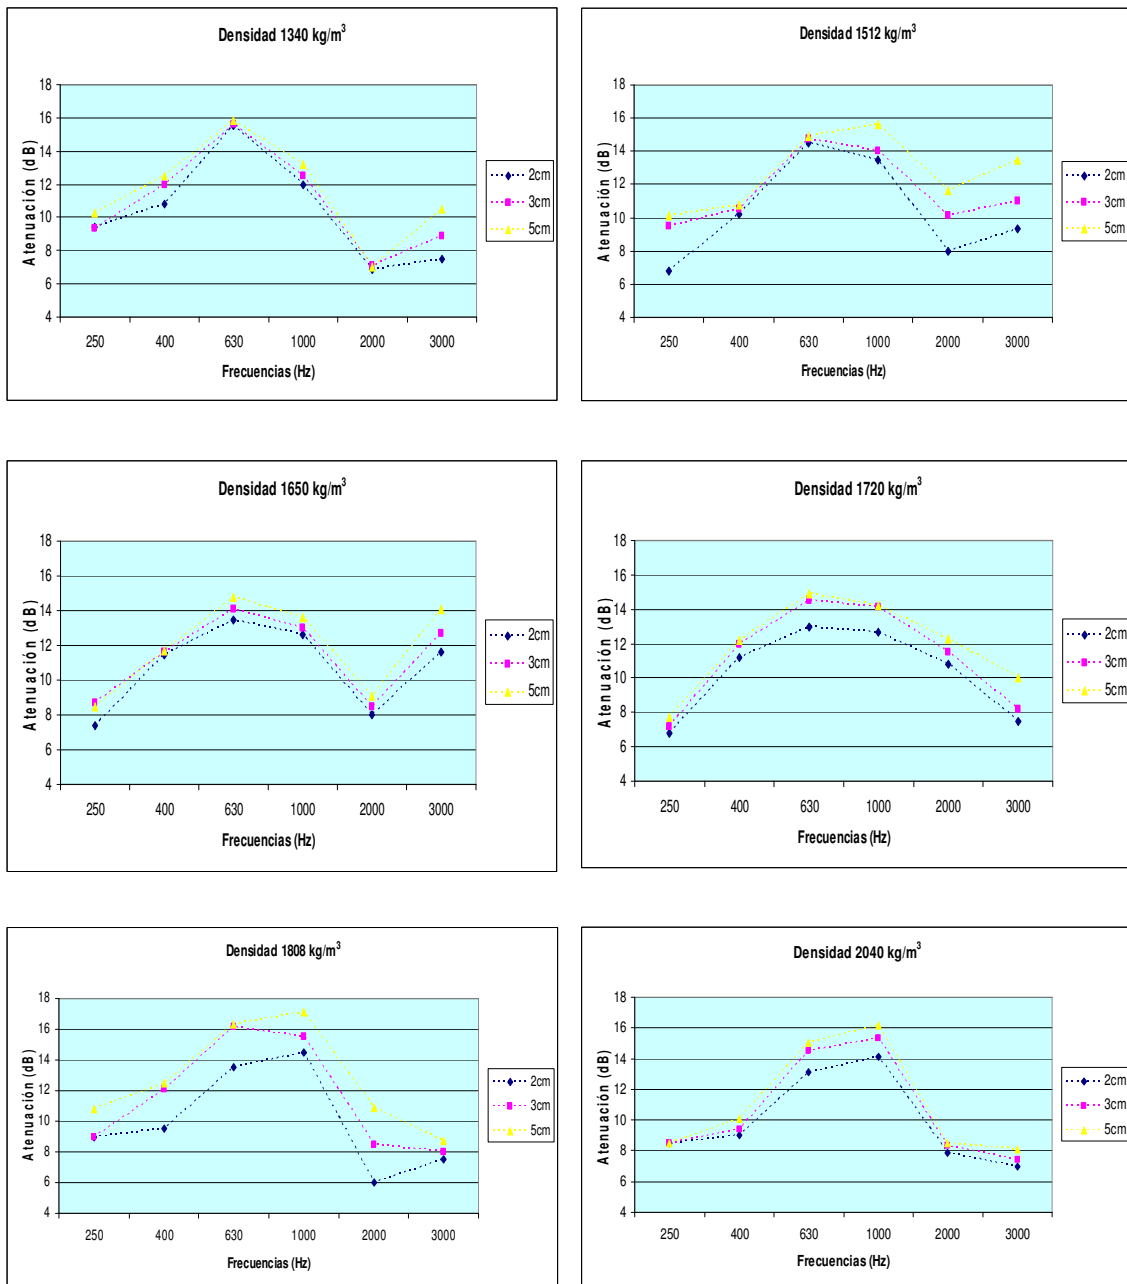 Densidad 1340 kg/m³
Atenuación (dB)
18
16
14
12
10
8
6
4
250 400 630 1000 2000 3000
Frecuencias (Hz)
2cm
3cm
5cm
Densidad 1512 kg/m³
Atenuación (dB)
18
16
14
12
10
8
6
4
250 400 630 1000 2000 3000
Frecuencias (Hz)
2cm
3cm
5cm
Densidad 1650 kg/m³
Atenuación (dB)
18
16
14
12
10
8
6
4
250 400 630 1000 2000 3000
Frecuencias (Hz)
2cm
3cm
5cm
Densidad 1720 kg/m³
Atenuación (dB)
18
16
14
12
10
8
6
4
250 400 630 1000 2000 3000
Frecuencias (Hz)
2cm
3cm
5cm
Densidad 1808 kg/m³
Atenuación (dB)
18
16
14
12
10
8
6
4
250 400 630 1000 2000 3000
Frecuencias (Hz)
2cm
3cm
5cm
Densidad 2040 kg/m³
Atenuación (dB)
18
16
14
12
10
8
6
4
250 400 630 1000 2000 3000
Frecuencias (Hz)
2cm
3cm
5cm